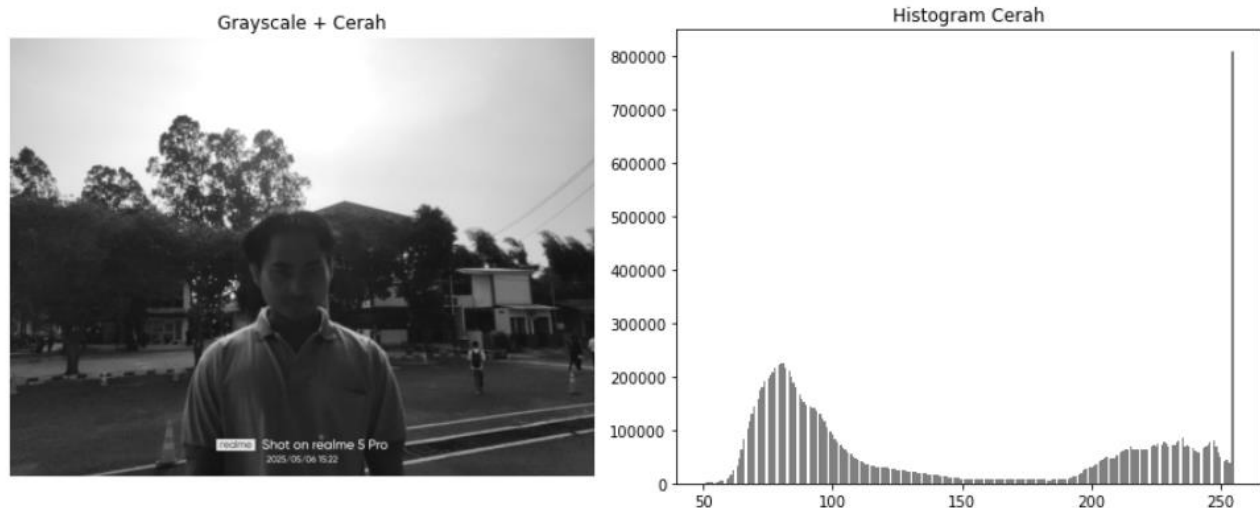 Grayscale + Cerah
realme Shot on realme 5 Pro
2025/05/06 15:22
Histogram Cerah
800000
700000
600000
500000
400000
300000
200000
100000
0
50 100 150 200 250